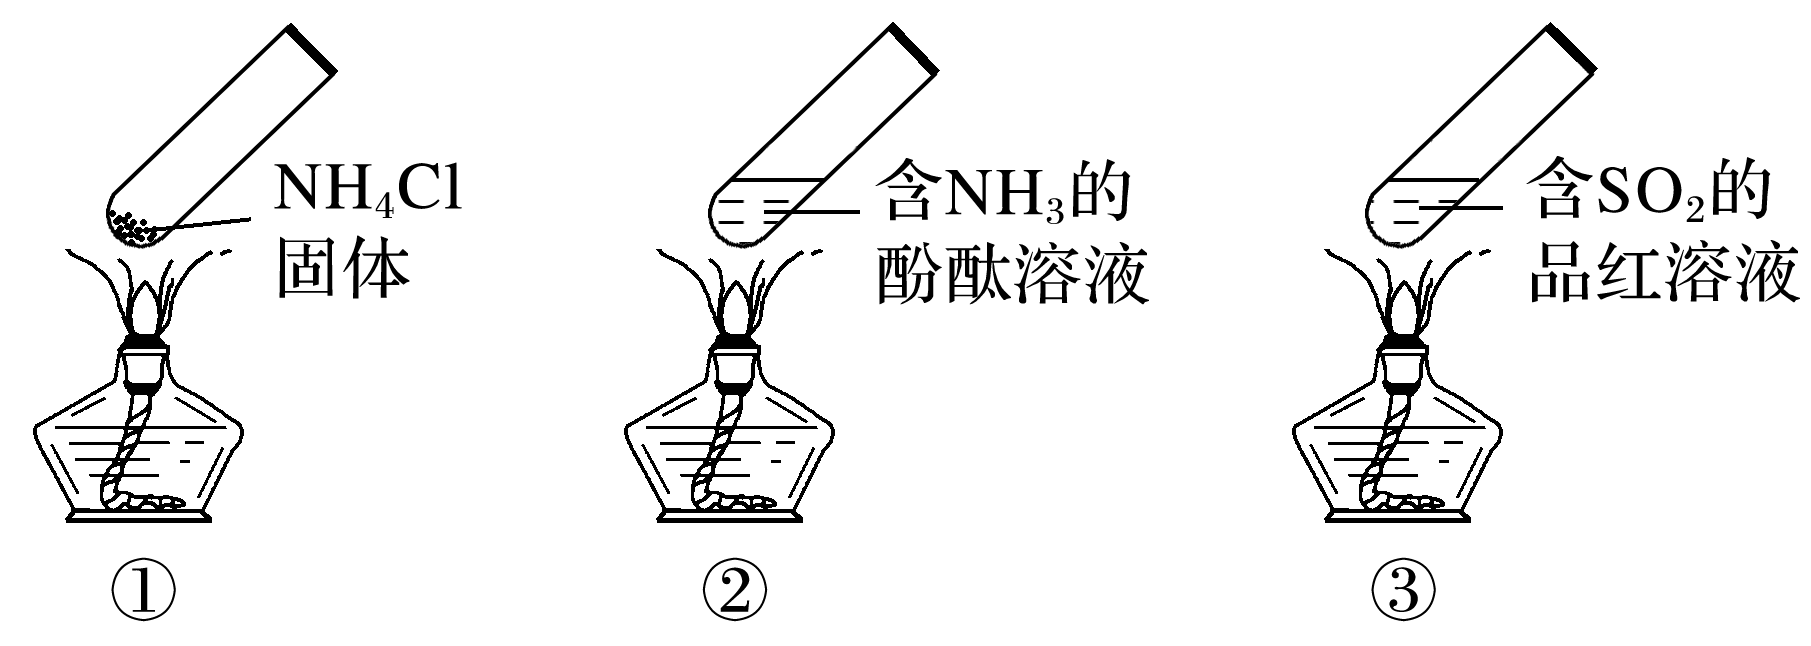 NH₄Cl
固体
含NH₃的
酚酞溶液
含SO₂的
品红溶液
①
②
③